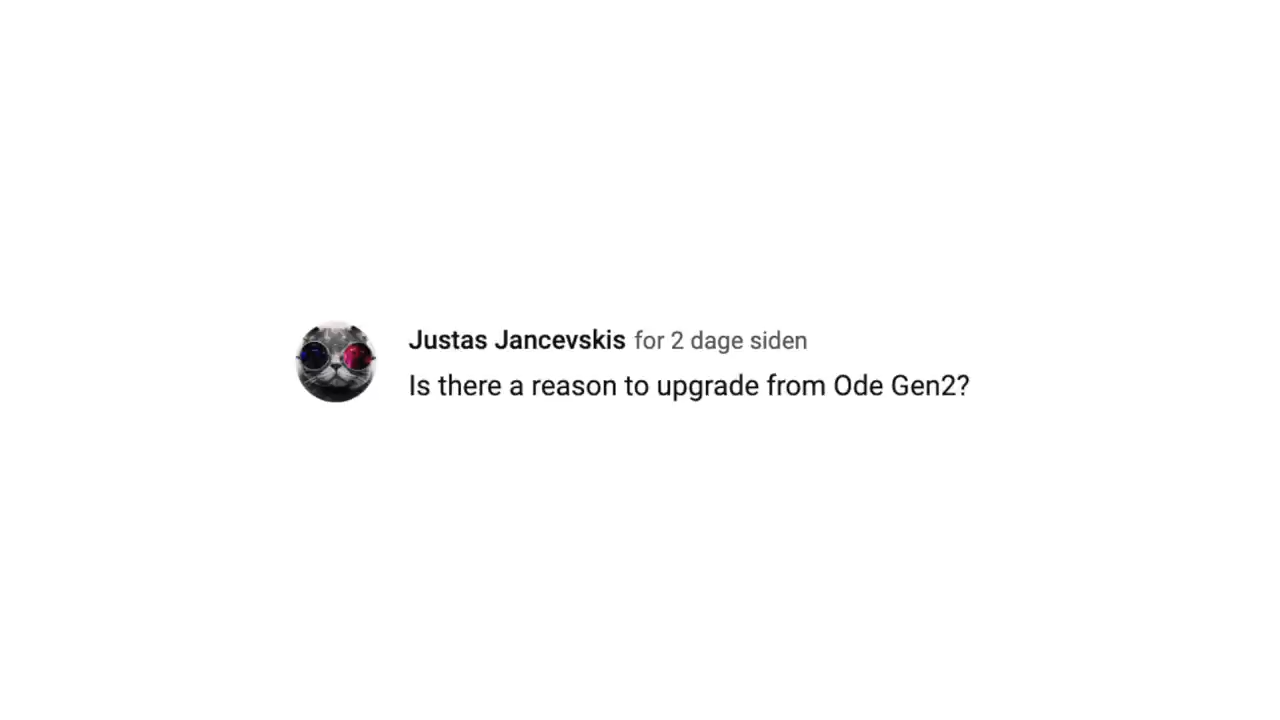 Justas Jancevskis for 2 dage siden
Is there a reason to upgrade from Ode Gen2?